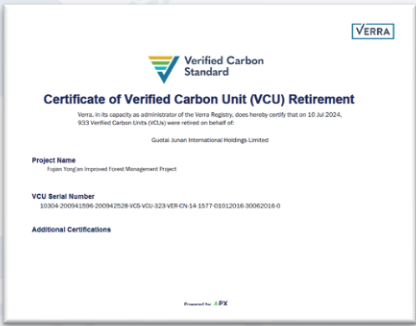 VERRA
Verified Carbon
Standard
Certificate of Verified Carbon Unit (VCU) Retirement
Verra, in its capacity as administrator of the Verra Registry, does hereby certify that on 10 Jul 2024,
933 Verified Carbon Units (VCUs) were retired on behalf of:
Guotai Junan International Holdings Limited
Project Name
Fujian Yong'an Improved Forest Management Project
VCU Serial Number
10304-200941596-200942528-VCS-VCU-323-VER-CN-14-1577-01012016-30062016-0
Additional Certifications
Powered by APX